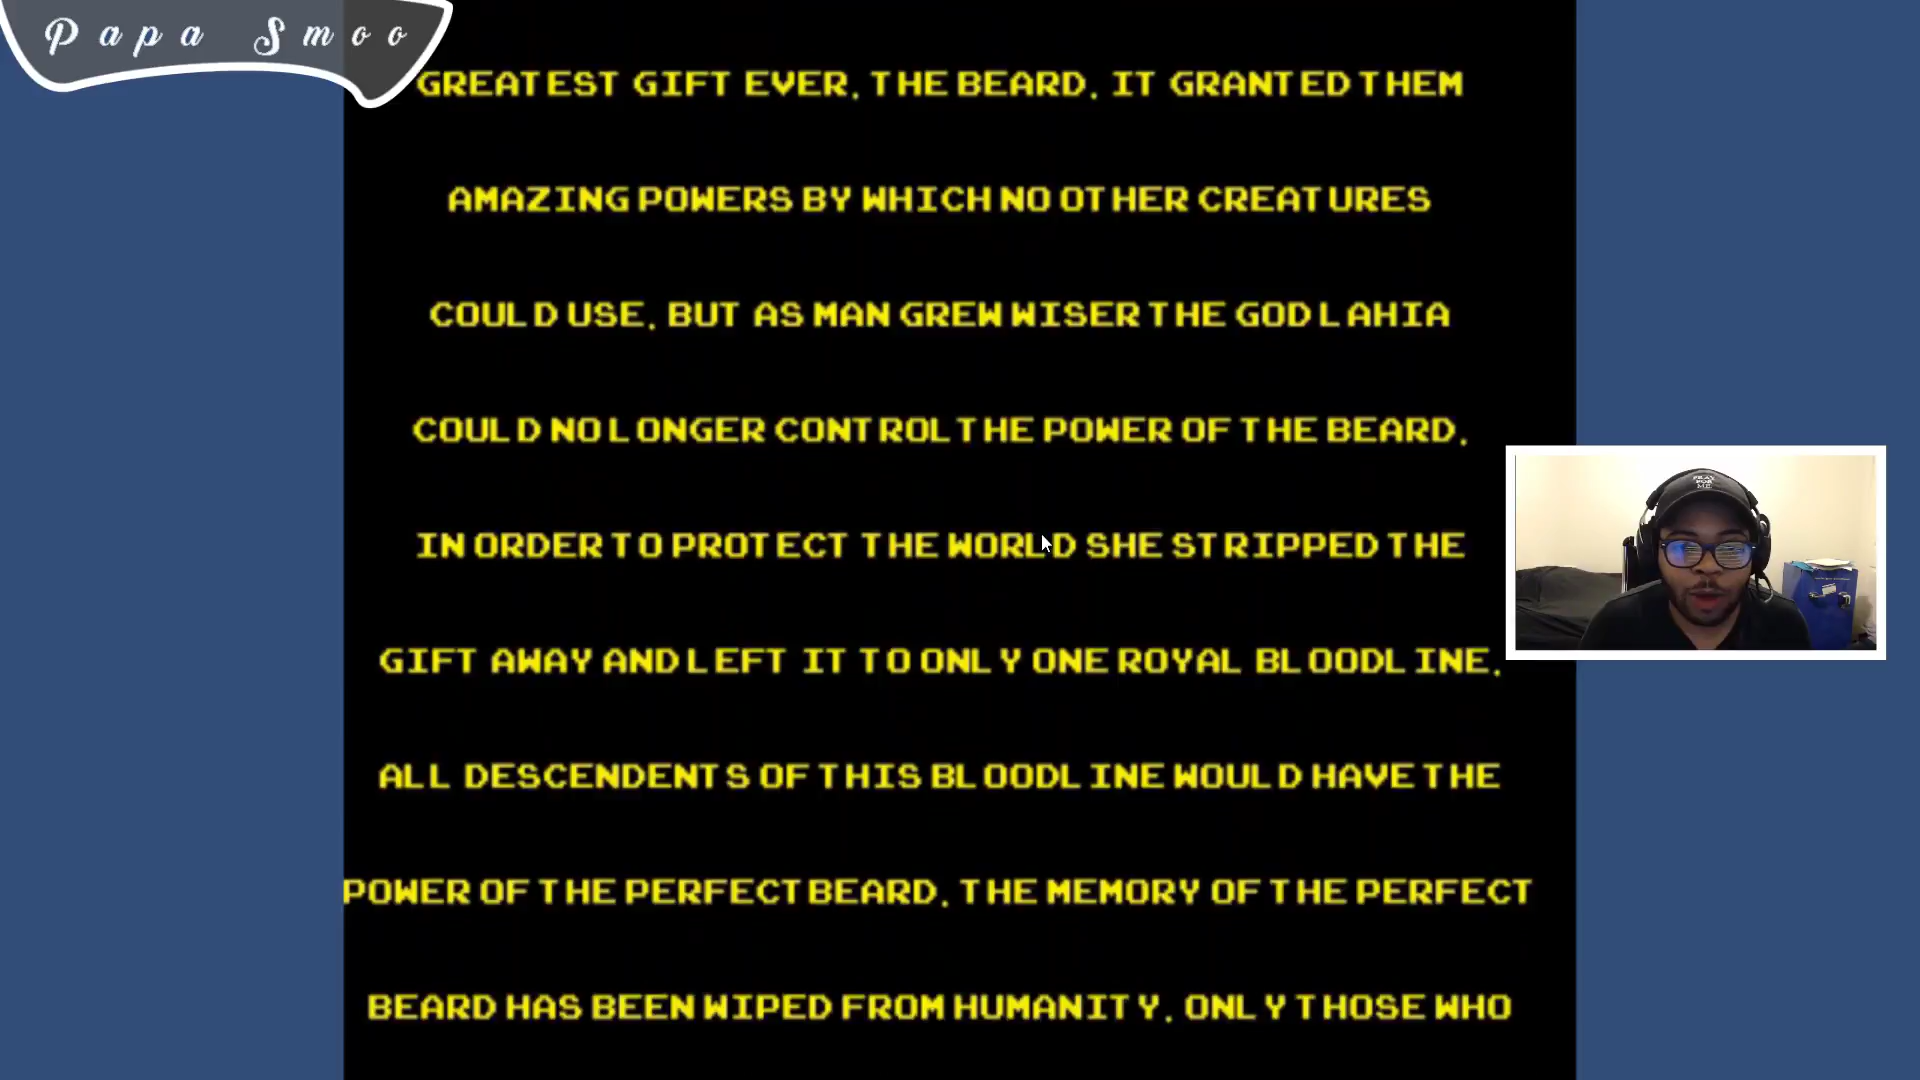 Papa Smoo
GREATEST GIFT EVER. THE BEARD. IT GRANTED THEM
AMAZING POWERS BY WHICH NO OTHER CREATURES
COULD USE. BUT AS MAN GREW WISER THE GOD LAHIA
COULD NO LONGER CONTROL THE POWER OF THE BEARD.
IN ORDER TO PROTECT THE WORLD SHE STRIPPED THE
GIFT AWAY AND LEFT IT TO ONLY ONE ROYAL BLOODLINE.
ALL DESCENDENTS OF THIS BLOODLINE WOULD HAVE THE
POWER OF THE PERFECT BEARD. THE MEMORY OF THE PERFECT
BEARD HAS BEEN WIPED FROM HUMANITY. ONLY THOSE WHO
PRAY
FOR
ME